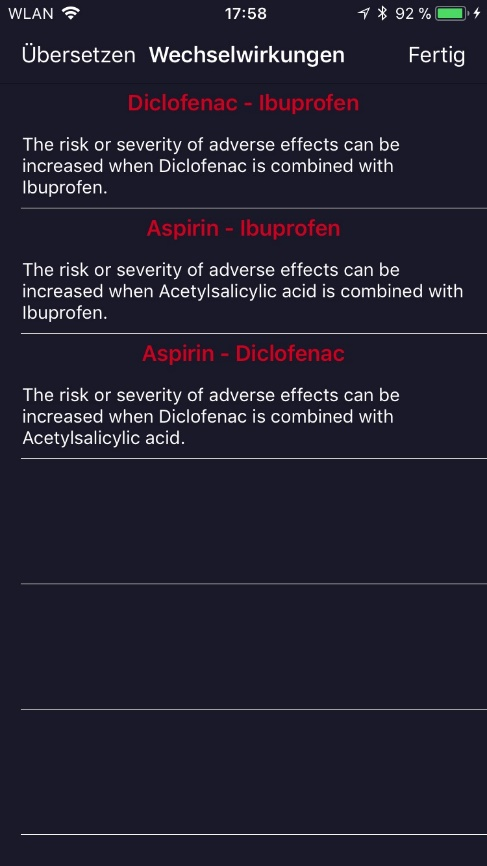 WLAN 17:58 92 %
Übersetzen Wechselwirkungen Fertig
Diclofenac - Ibuprofen
The risk or severity of adverse effects can be
increased when Diclofenac is combined with
Ibuprofen.
Aspirin - Ibuprofen
The risk or severity of adverse effects can be
increased when Acetylsalicylic acid is combined with
Ibuprofen.
Aspirin - Diclofenac
The risk or severity of adverse effects can be
increased when Diclofenac is combined with
Acetylsalicylic acid.